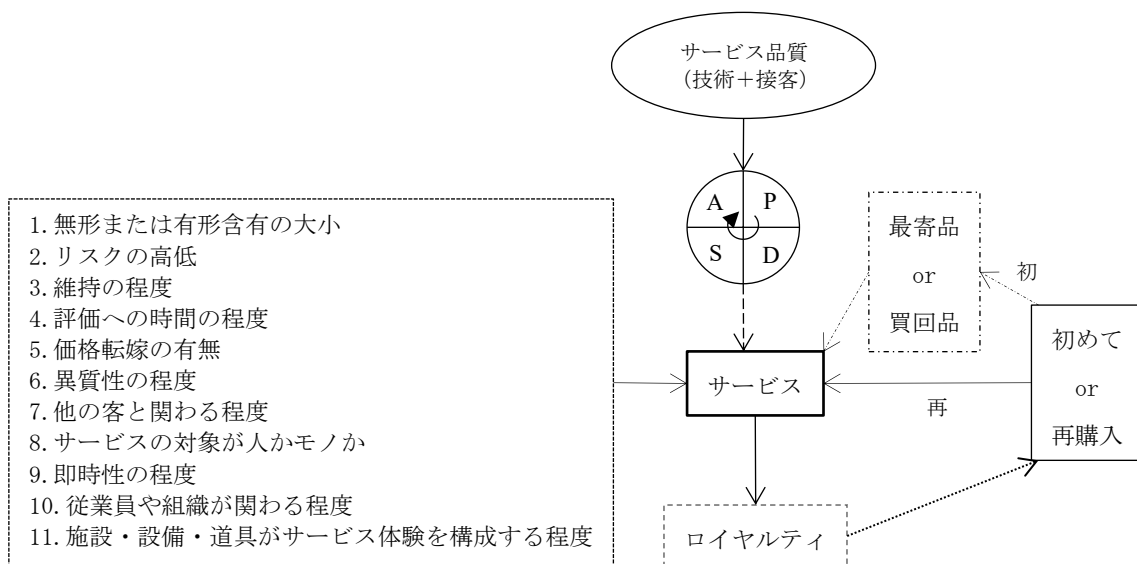 サービス品質
(技術＋接客)
A
P
S
D
1. 無形または有形含有の大小
2. リスクの高低
3. 維持の程度
4. 評価への時間の程度
5. 価格転嫁の有無
6. 異質性の程度
7. 他の客と関わる程度
8. サービスの対象が人かモノか
9. 即時性の程度
10. 従業員や組織が関わる程度
11. 施設・設備・道具がサービス体験を構成する程度
最寄品
or
買回品
初
初めて
or
再購入
サービス
再
ロイヤルティ